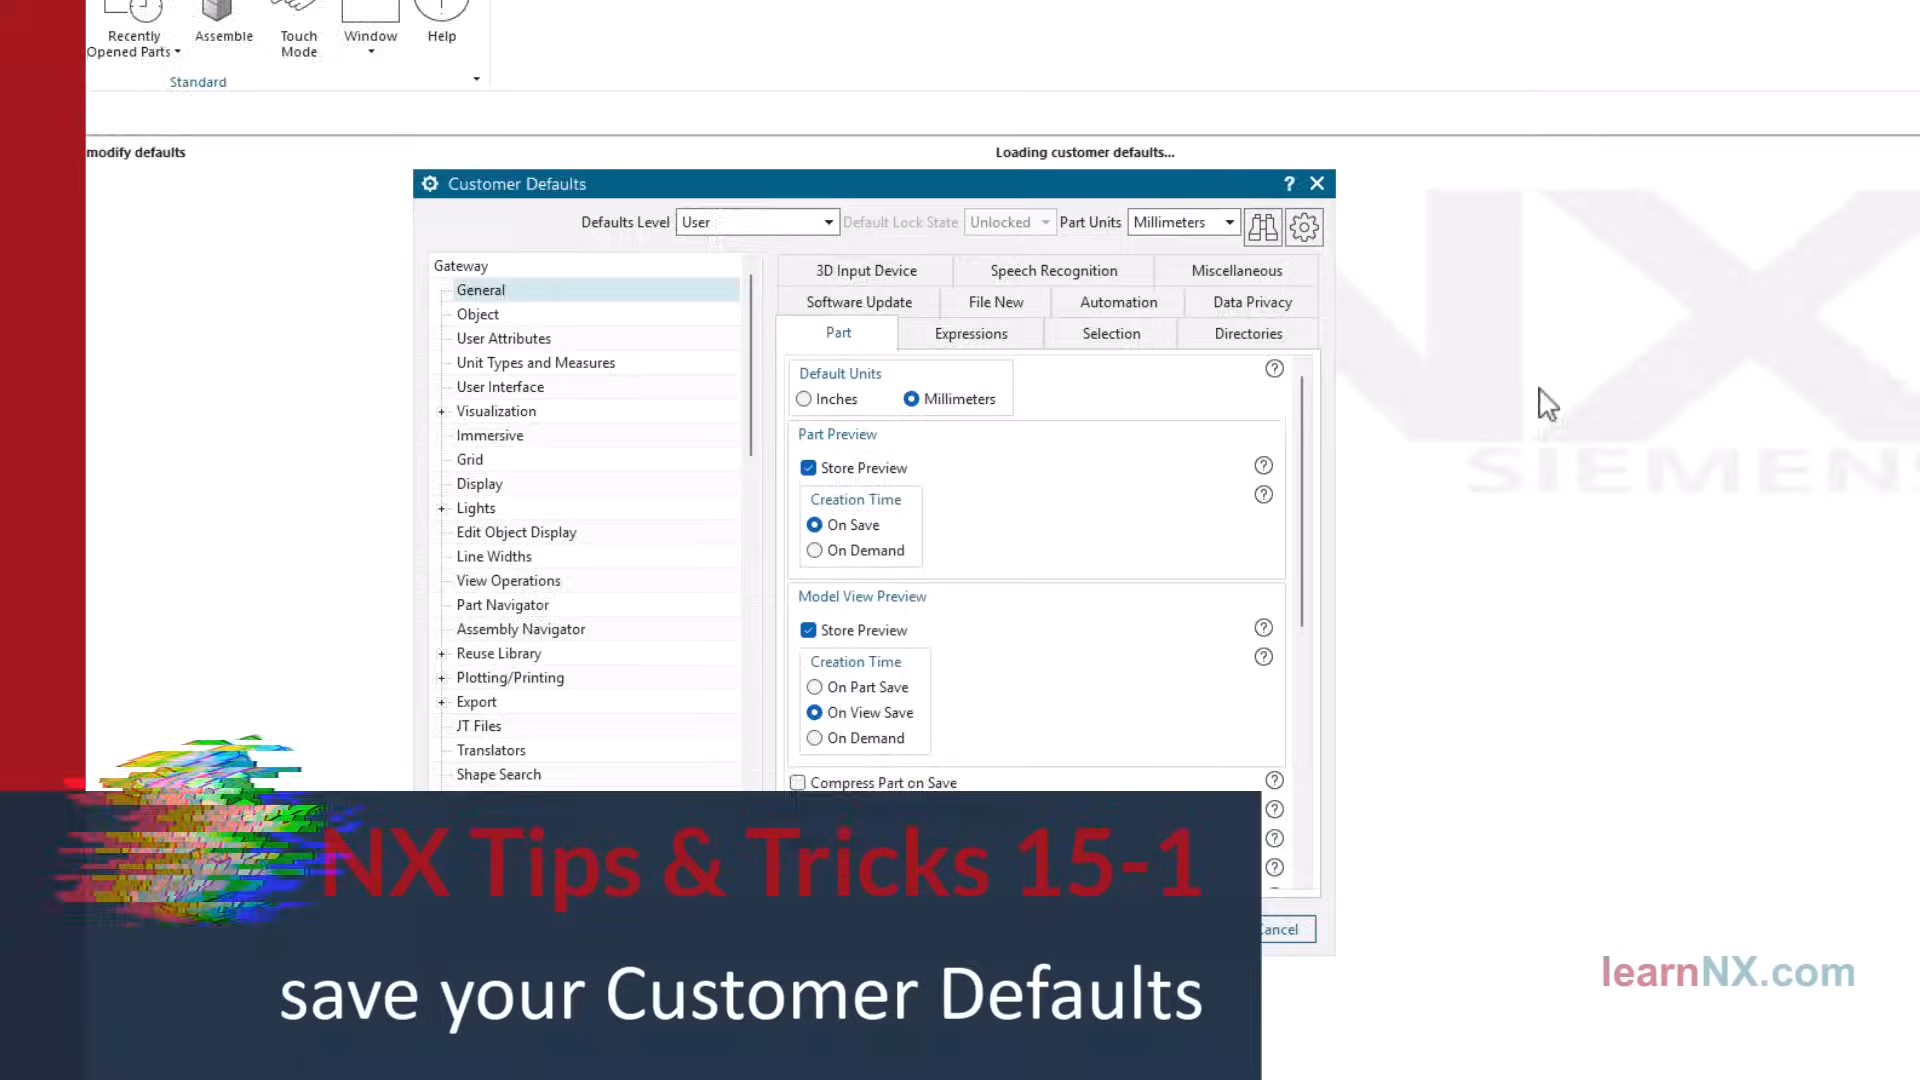 Recently
Opened Parts
Assemble
Touch
Mode
Window
Help
Standard
modify defaults
Loading customer defaults...
Customer Defaults
?
Defaults Level
User
Default Lock State
Unlocked
Part Units
Millimeters
Gateway
General
Object
User Attributes
Unit Types and Measures
User Interface
Visualization
Immersive
Grid
Display
Lights
Edit Object Display
Line Widths
View Operations
Part Navigator
Assembly Navigator
Reuse Library
Plotting/Printing
Export
JT Files
Translators
Shape Search
3D Input Device
Speech Recognition
Miscellaneous
Software Update
File New
Automation
Data Privacy
Part
Expressions
Selection
Directories
Default Units
Inches
Millimeters
Part Preview
Store Preview
Creation Time
On Save
On Demand
Model View Preview
Store Preview
Creation Time
On Part Save
On View Save
On Demand
Compress Part on Save
Cancel
NX
SIEMENS
NX Tips & Tricks 15-1
save your Customer Defaults
learnNX.com